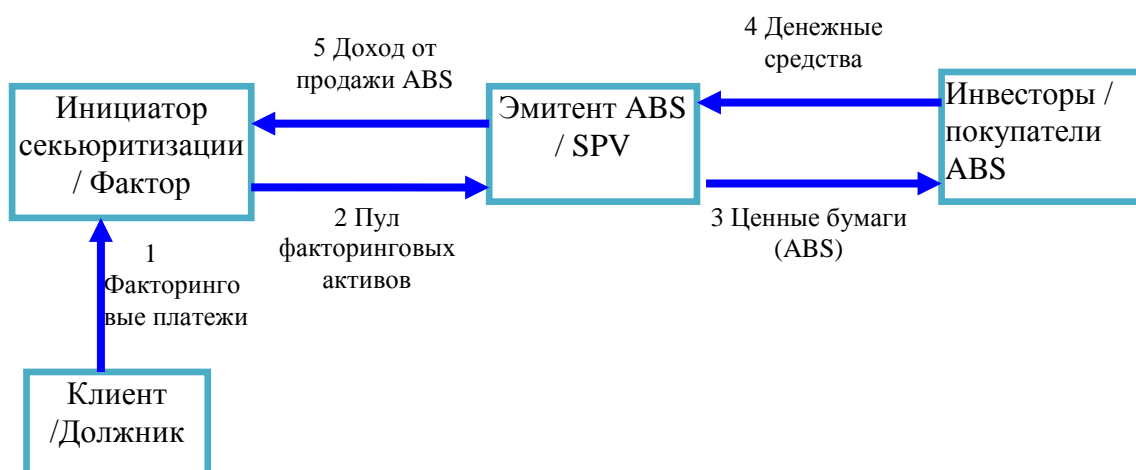 4 Денежные
средства
5 Доход от
продажи ABS
Инициатор
секьюритизации
/ Фактор
Эмитент ABS
/ SPV
Инвесторы /
покупатели
ABS
2 Пул
факторинговых
активов
3 Ценные бумаги
(ABS)
1
Факторинго
вые платежи
Клиент
/Должник